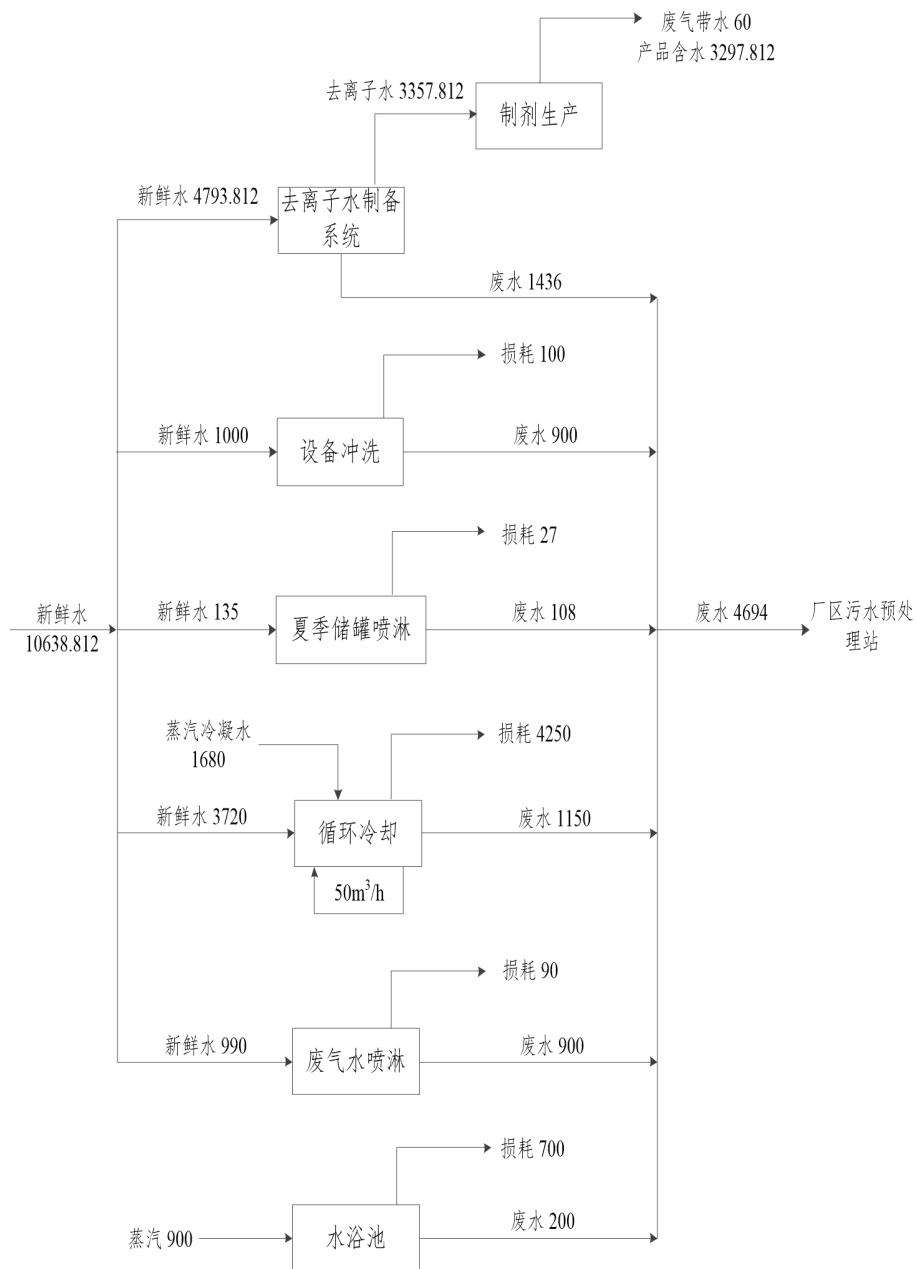 废气带水 60
产品含水 3297.812
去离子水 3357.812
制剂生产
新鲜水 4793.812
去离子水制备
系统
废水 1436
损耗 100
新鲜水 1000
设备冲洗
废水 900
损耗 27
新鲜水
10638.812
新鲜水 135
夏季储罐喷淋
废水 108
废水 4694
厂区污水预处
理站
蒸汽冷凝水
1680
损耗 4250
新鲜水 3720
循环冷却
废水 1150
50m³/h
损耗 90
新鲜水 990
废气水喷淋
废水 900
损耗 700
蒸汽 900
水浴池
废水 200